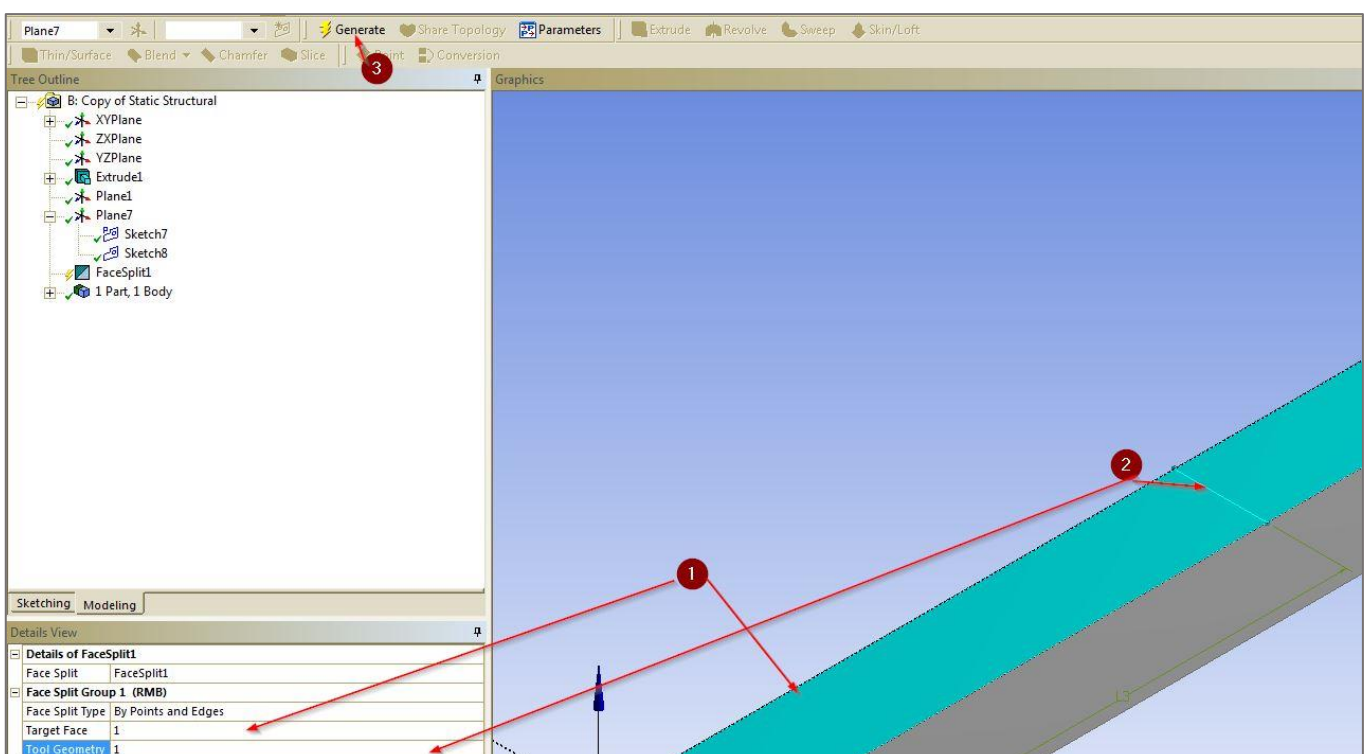 Plane7 Generate Share Topology Parameters Extrude Revolve Sweep Skin/Loft
Thin/Surface Blend Chamfer Slice Point Conversion
3
Tree Outline
Graphics
B: Copy of Static Structural
XYPlane
ZXPlane
YZPlane
Extrude1
Plane1
Plane7
Sketch7
Sketch8
FaceSplit1
1 Part, 1 Body
2
1
L3
Sketching Modeling
Details View
Details of FaceSplit1
Face Split FaceSplit1
Face Split Group 1 (RMB)
Face Split Type By Points and Edges
Target Face 1
Tool Geometry 1